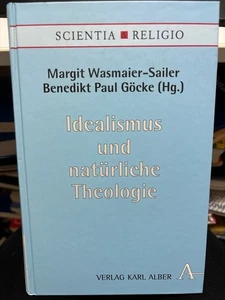 SCIENTIA RELIGIO
Margit Wasmaier-Sailer
Benedikt Paul Göcke (Hg.)
Idealismus
und
natürliche
Theologie
VERLAG KARL ALBER A